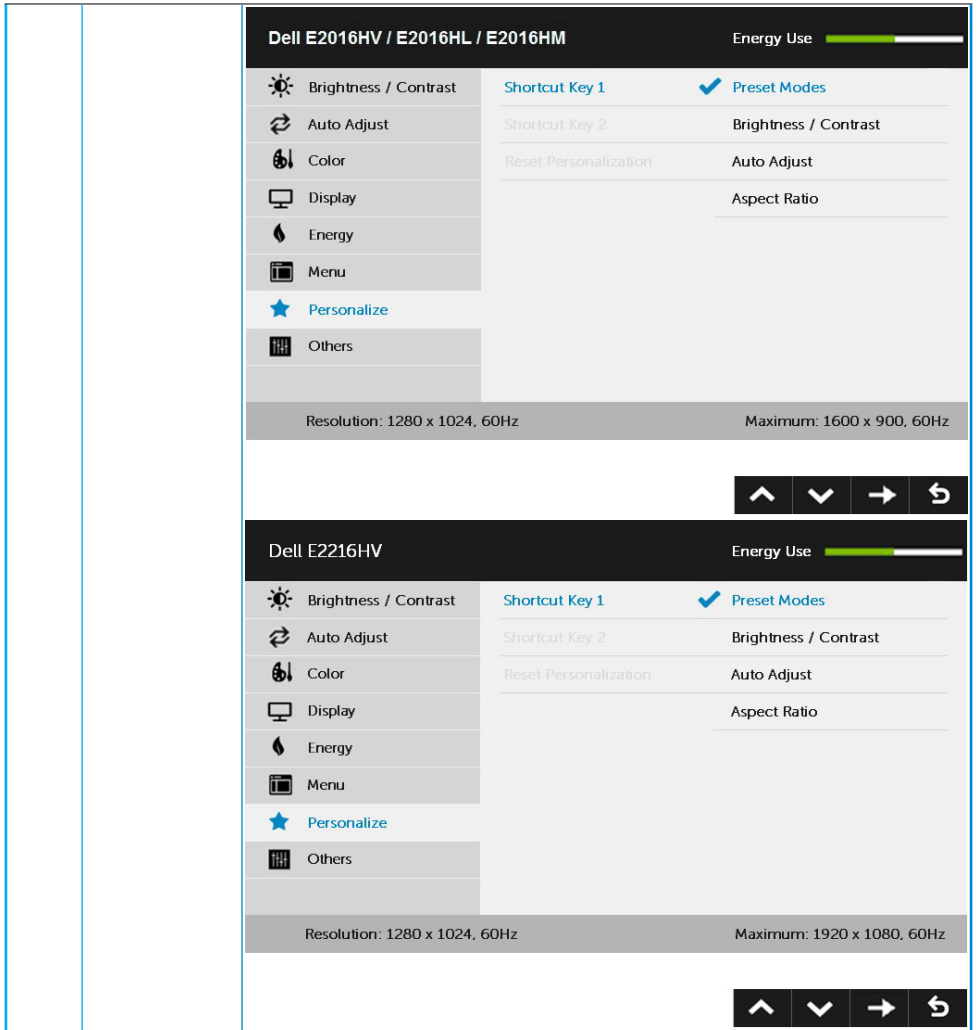 Dell E2016HV / E2016HL / E2016HM Energy Use
Brightness / Contrast Shortcut Key 1 Preset Modes
Auto Adjust Shortcut Key 2 Brightness / Contrast
Color Reset Personalization Auto Adjust
Display Aspect Ratio
Energy
Menu
Personalize
Others
Resolution: 1280 x 1024, 60Hz Maximum: 1600 x 900, 60Hz
Dell E2216HV Energy Use
Brightness / Contrast Shortcut Key 1 Preset Modes
Auto Adjust Shortcut Key 2 Brightness / Contrast
Color Reset Personalization Auto Adjust
Display Aspect Ratio
Energy
Menu
Personalize
Others
Resolution: 1280 x 1024, 60Hz Maximum: 1920 x 1080, 60Hz